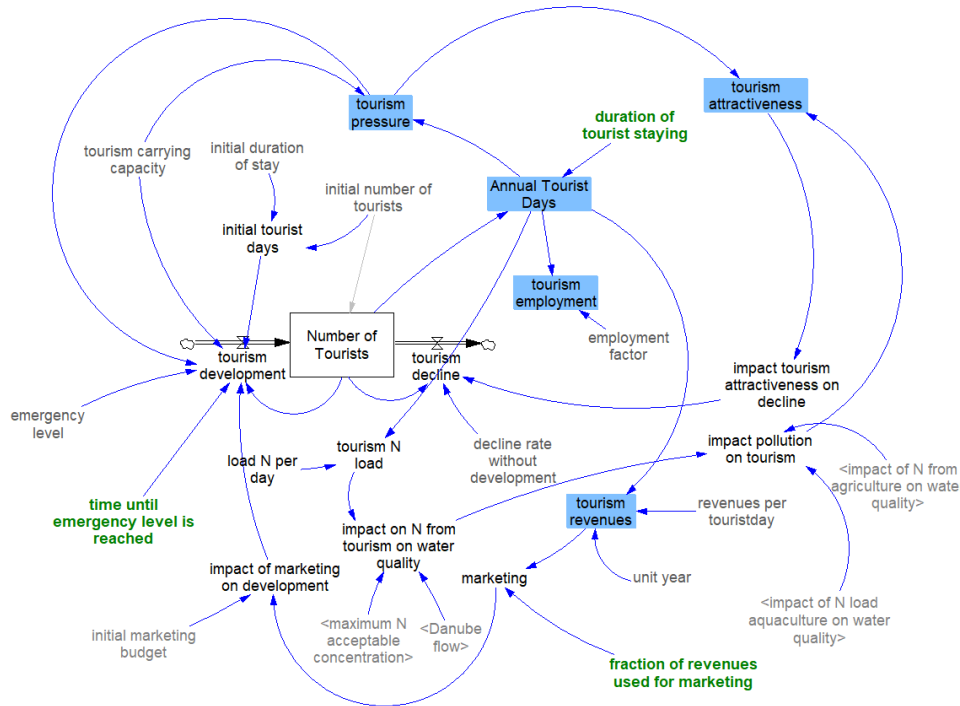 tourism
pressure
tourism
attractiveness
duration of
tourist staying
tourism carrying
capacity
initial duration
of stay
initial number of
tourists
Annual Tourist
Days
initial tourist
days
tourism
employment
Number of
Tourists
employment
factor
tourism
development
tourism
decline
impact tourism
attractiveness on
decline
emergency
level
load N per
day
tourism N
load
decline rate
without
development
impact pollution
on tourism
<impact of N from
agriculture on water
quality>
time until
emergency level is
reached
tourism
revenues
revenues per
touristday
impact on N from
tourism on water
quality
impact of marketing
on development
marketing
unit year
initial marketing
budget
<maximum N
acceptable
concentration>
<Danube
flow>
<impact of N load
aquaculture on water
quality>
fraction of revenues
used for marketing